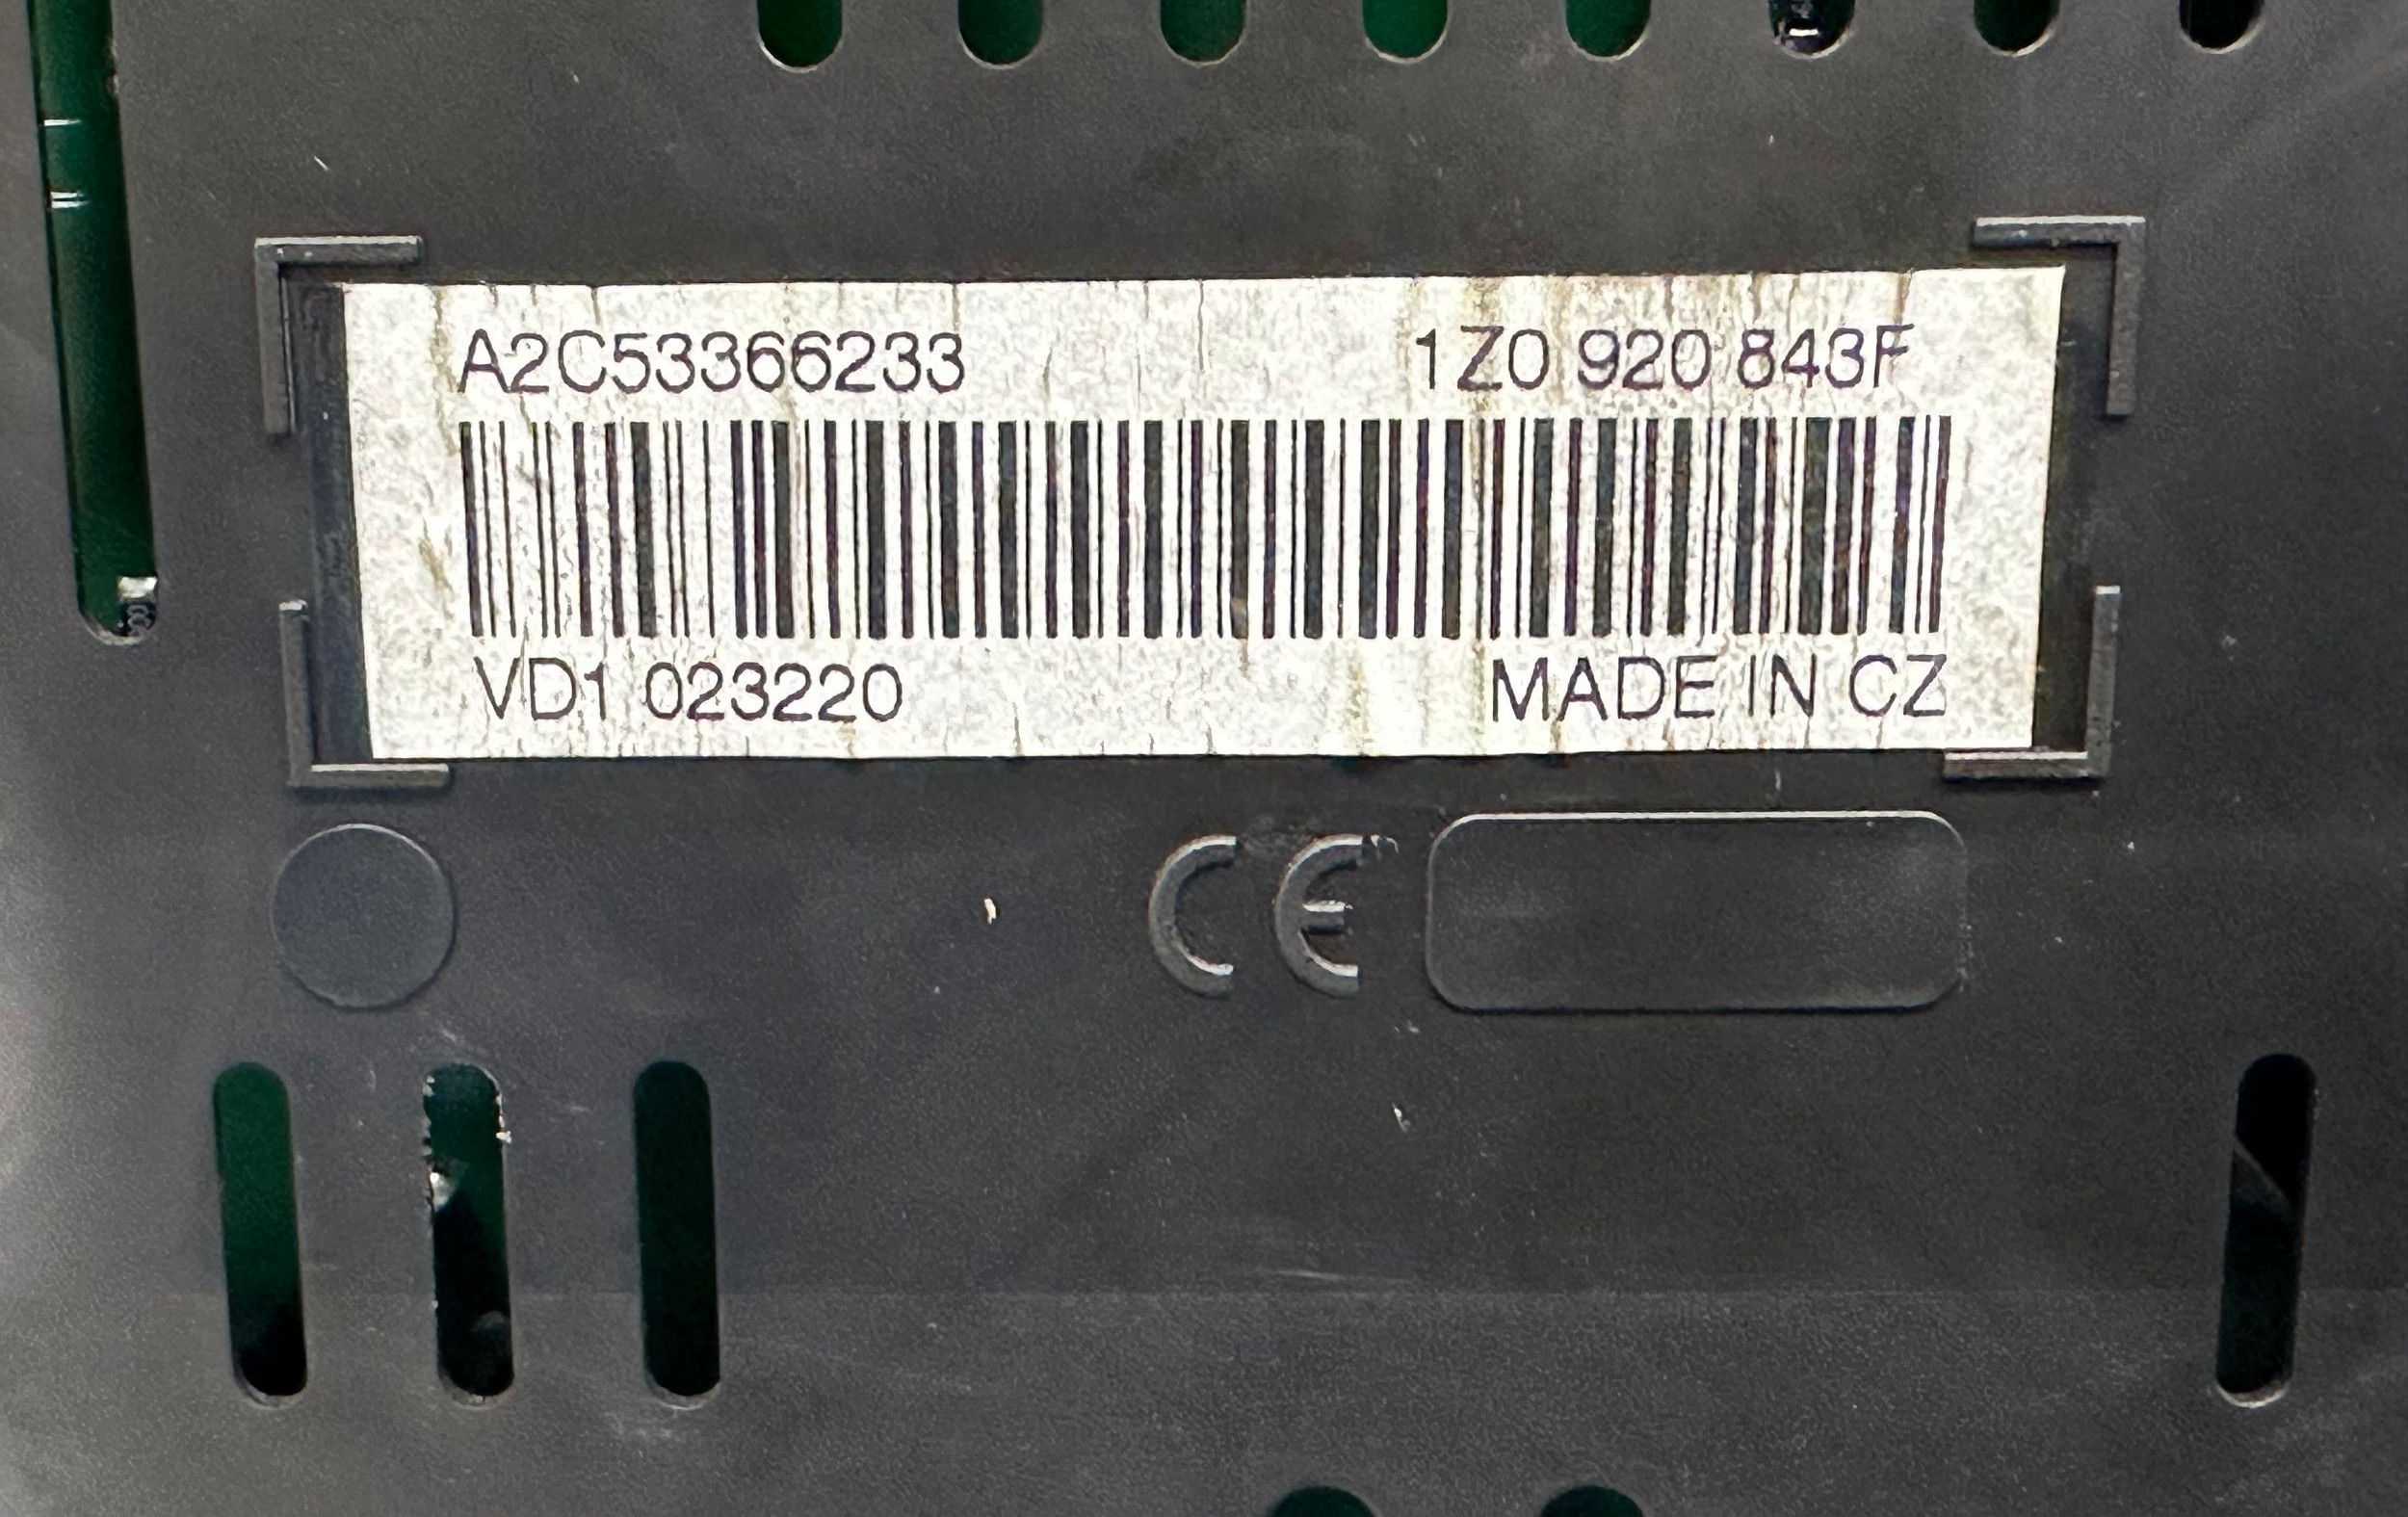 A2C53366233 1Z0 920 843F
VD1 023220 MADE IN CZ
CE